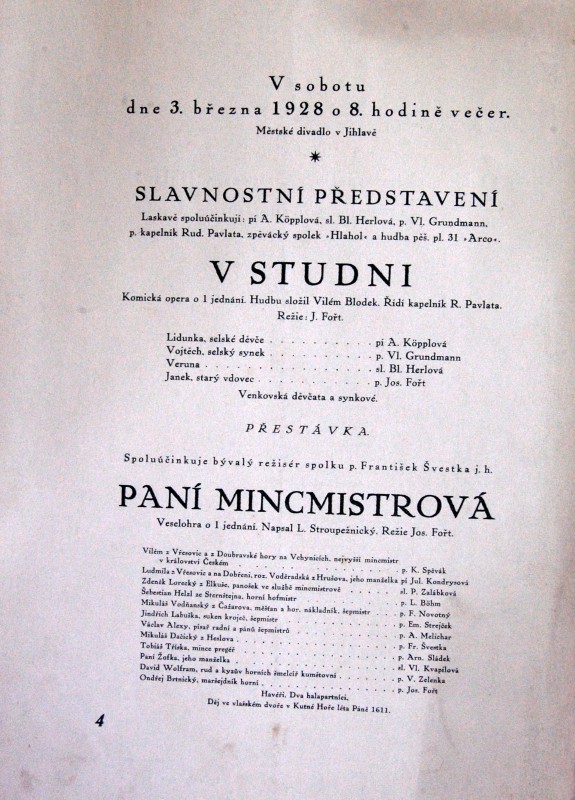 V sobotu
dne 3. března 1928 o 8. hodině večer.
Městské divadlo v Jihlavě
SLAVNOSTNÍ PŘEDSTAVENÍ
Laskavě spoluúčinkují: pí A. Köpplová, sl. Bl. Herlová, p. Vl. Grundmann,
p. kapelník Rud. Pavlata, zpěvácký spolek »Hlahol« a hudba pěš. pl. 31 »Arco«.
V STUDNI
Komická opera o 1 jednání. Hudbu složil Vilém Blodek. Řídí kapelník R. Pavlata.
Režie: J. Fořt.
Lidunka, selské děvče . . . . . . . . . . pí A. Köpplová
Vojtěch, selský synek . . . . . . . . . . p. Vl. Grundmann
Veruna . . . . . . . . . . sl. Bl. Herlová
Janek, starý vdovec . . . . . . . . . . p. Jos. Fořt
Venkovská děvčata a synkové.
PŘESTÁVKA.
Spoluúčinkuje bývalý režisér spolku p. František Švestka j. h.
PANÍ MINCMISTROVÁ
Veselohra o 1 jednání. Napsal L. Stroupežnický. Režie Jos. Fořt.
Vilém z Vřesovic a z Doubravské hory na Vchynicích, nejvyšší mincmistr
v království Českém . . . . . . . . . . p. K. Spěvák
Ludmila z Vřesovic a na Dobřeni, roz. Voděradská z Hrušova, jeho manželka pí Jul. Kondrysová
Zdeněk Lorecký z Elkuše, panošek ve službě mincmistrově . . . . sl. P. Zalábková
Šebestian Helzl ze Sternštejna, horní hofmistr . . . . . . p. L. Böhm
Mikuláš Vodňanský z Čažarova, měšťan a hor. nákladník, šepmistr . . p. F. Novotný
Jindřich Labuška, suken kroječ, šepmistr . . . . . . p. Em. Strejček
Václav Alexy, písař radní a pánů šepmistrů . . . . . . p. A. Melichar
Mikuláš Dačický z Heslova . . . . . . . . p. Fr. Švestka
Tobiáš Tříska, mince pregéř . . . . . . . . p. Arn. Sládek
Paní Žofka, jeho manželka . . . . . . . . sl. Vl. Kvapilová
David Wolfram, rud a kyzův horních šmelcíř kumštovní . . . . p. V. Zelenka
Ondřej Brtnický, maršejdník horní . . . . . . . . p. Jos. Fořt
Havéři. Dva halapartníci.
Děj ve vlašském dvoře v Kutné Hoře léta Páně 1611.
4